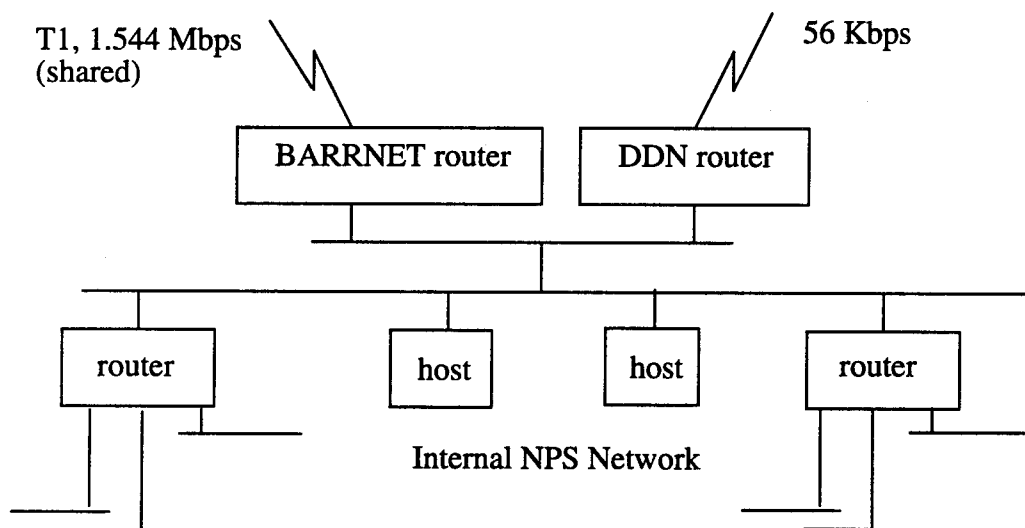 T1, 1.544 Mbps
(shared)
56 Kbps
BARRNET router
DDN router
router
host
host
router
Internal NPS Network